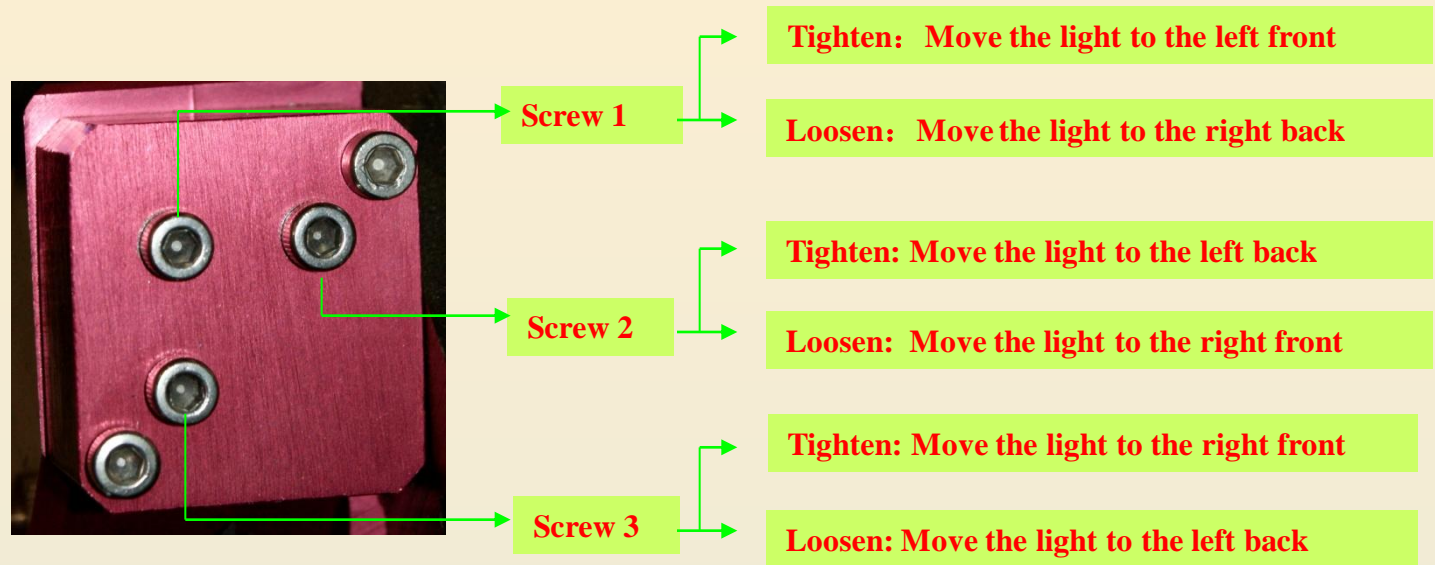 Tighten： Move the light to the left front
Screw 1
Loosen： Move the light to the right back
Tighten: Move the light to the left back
Screw 2
Loosen: Move the light to the right front
Tighten: Move the light to the right front
Screw 3
Loosen: Move the light to the left back